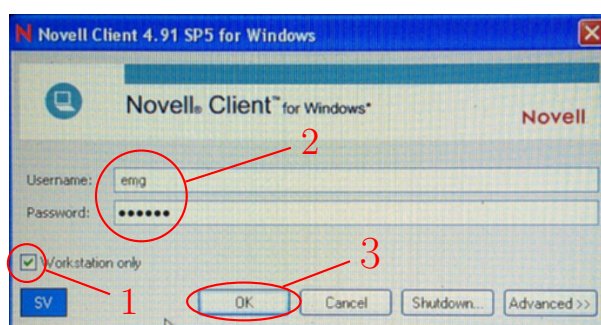 Novell Client 4.91 SP5 for Windows
Novell® Client™ for Windows*
Novell
2
Username: emg
Password: ●●●●●●
3
Workstation only
1
SV OK Cancel Shutdown... Advanced >>